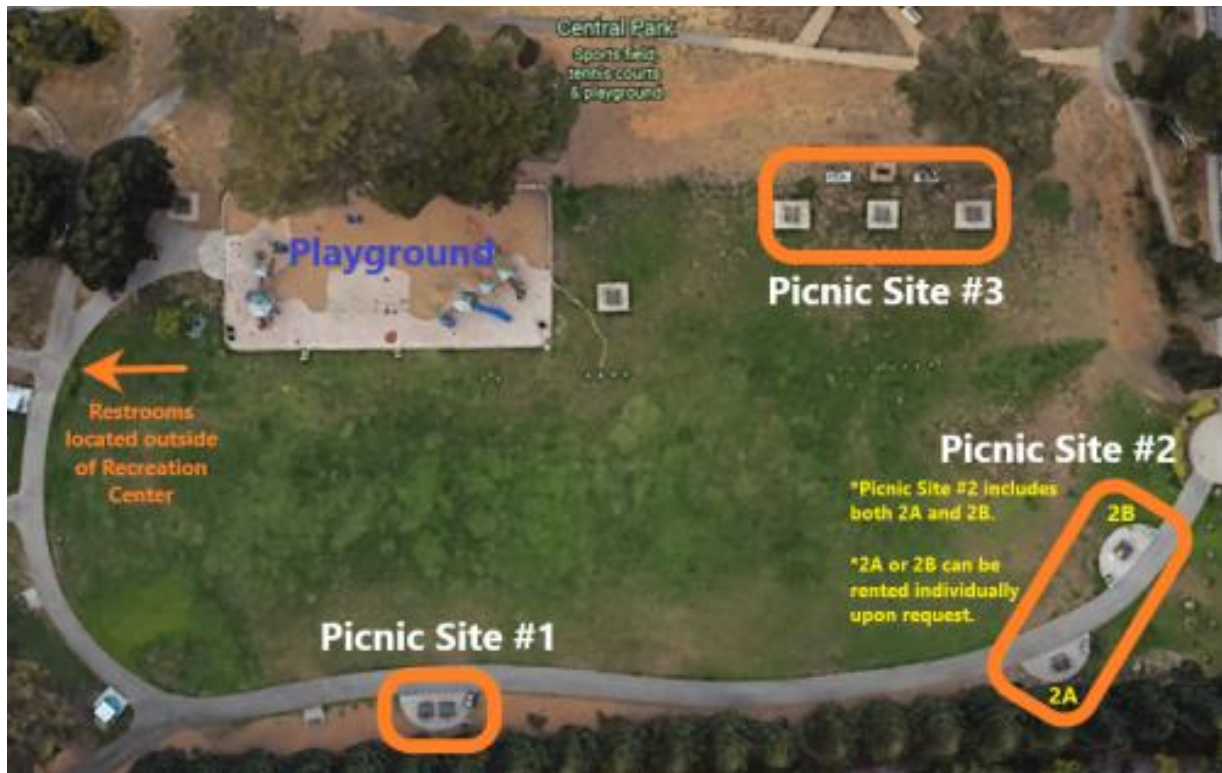 Central Park
Sports field,
tennis courts
& playground
Playground
Picnic Site #3
Restrooms
located outside
of Recreation
Center
Picnic Site #2
*Picnic Site #2 includes
both 2A and 2B.
*2A or 2B can be
rented individually
upon request.
2B
Picnic Site #1
2A